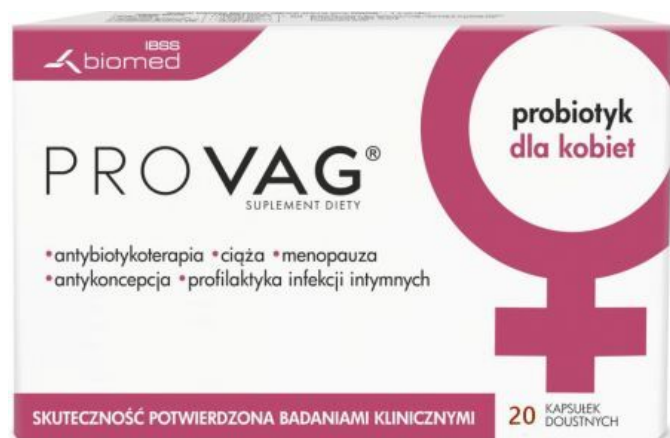 IBSS
biomed
PROVAG®
SUPLEMENT DIETY
probiotyk
dla kobiet
•antybiotykoterapia •ciąża •menopauza
•antykoncepcja •profilaktyka infekcji intymnych
SKUTECZNOŚĆ POTWIERDZONA BADANIAMI KLINICZNYMI
20 KAPSUŁEK
DOUSTNYCH